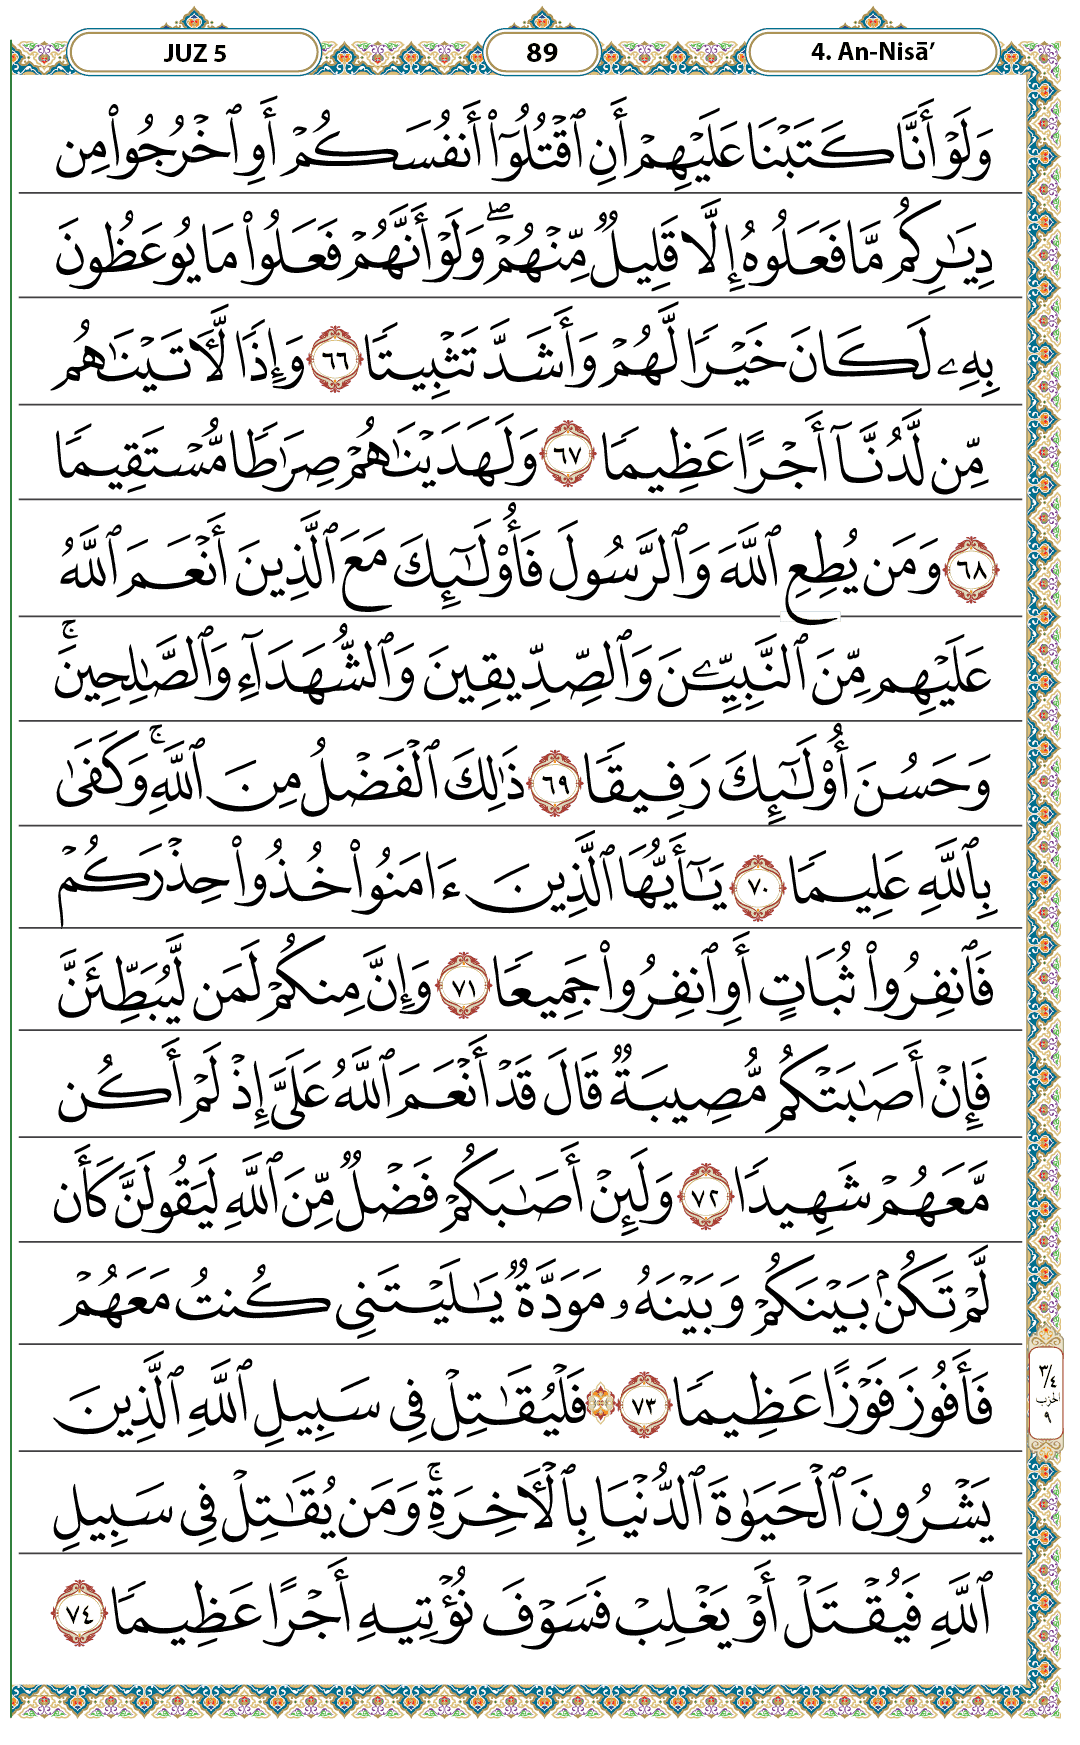 JUZ 5 89 4. An-Nisā’
وَلَوْ أَنَّا كَتَبْنَا عَلَيْهِمْ أَنِ ٱقْتُلُوٓا۟ أَنفُسَكُمْ أَوِ ٱخْرُجُوا۟ مِن
دِيَـٰرِكُم مَّا فَعَلُوهُ إِلَّا قَلِيلٌ مِّنْهُمْ ۖ وَلَوْ أَنَّهُمْ فَعَلُوا۟ مَا يُوعَظُونَ
بِهِۦ لَكَانَ خَيْرًا لَّهُمْ وَأَشَدَّ تَثْبِيتًا ٦٦ وَإِذًا لَّـَٔاتَيْنَـٰهُم
مِّن لَّدُنَّآ أَجْرًا عَظِيمًا ٦٧ وَلَهَدَيْنَـٰهُمْ صِرَٰطًا مُّسْتَقِيمًا
٦٨ وَمَن يُطِعِ ٱللَّهَ وَٱلرَّسُولَ فَأُو۟لَـٰٓئِكَ مَعَ ٱلَّذِينَ أَنْعَمَ ٱللَّهُ
عَلَيْهِم مِّنَ ٱلنَّبِيِّـۧنَ وَٱلصِّدِّيقِينَ وَٱلشُّهَدَآءِ وَٱلصَّـٰلِحِينَ ۚ
وَحَسُنَ أُو۟لَـٰٓئِكَ رَفِيقًا ٦٩ ذَٰلِكَ ٱلْفَضْلُ مِنَ ٱللَّهِ ۚ وَكَفَىٰ
بِٱللَّهِ عَلِيمًا ٧٠ يَـٰٓأَيُّهَا ٱلَّذِينَ ءَامَنُوا۟ خُذُوا۟ حِذْرَكُمْ
فَٱنفِرُوا۟ ثُبَاتٍ أَوِ ٱنفِرُوا۟ جَمِيعًا ٧١ وَإِنَّ مِنكُمْ لَمَن لَّيُبَطِّئَنَّ
فَإِنْ أَصَـٰبَتْكُم مُّصِيبَةٌ قَالَ قَدْ أَنْعَمَ ٱللَّهُ عَلَىَّ إِذْ لَمْ أَكُن
مَّعَهُمْ شَهِيدًا ٧٢ وَلَئِنْ أَصَـٰبَكُمْ فَضْلٌ مِّنَ ٱللَّهِ لَيَقُولَنَّ كَأَن
لَّمْ تَكُنۢ بَيْنَكُمْ وَبَيْنَهُۥ مَوَدَّةٌ يَـٰلَيْتَنِى كُنتُ مَعَهُمْ
فَأَفُوزَ فَوْزًا عَظِيمًا ٧٣ فَلْيُقَـٰتِلْ فِى سَبِيلِ ٱللَّهِ ٱلَّذِينَ
٣/٤
الحزب
٩
يَشْرُونَ ٱلْحَيَوٰةَ ٱلدُّنْيَا بِٱلْـَٔاخِرَةِ ۚ وَمَن يُقَـٰتِلْ فِى سَبِيلِ
ٱللَّهِ فَيُقْتَلْ أَوْ يَغْلِبْ فَسَوْفَ نُؤْتِيهِ أَجْرًا عَظِيمًا ٧٤